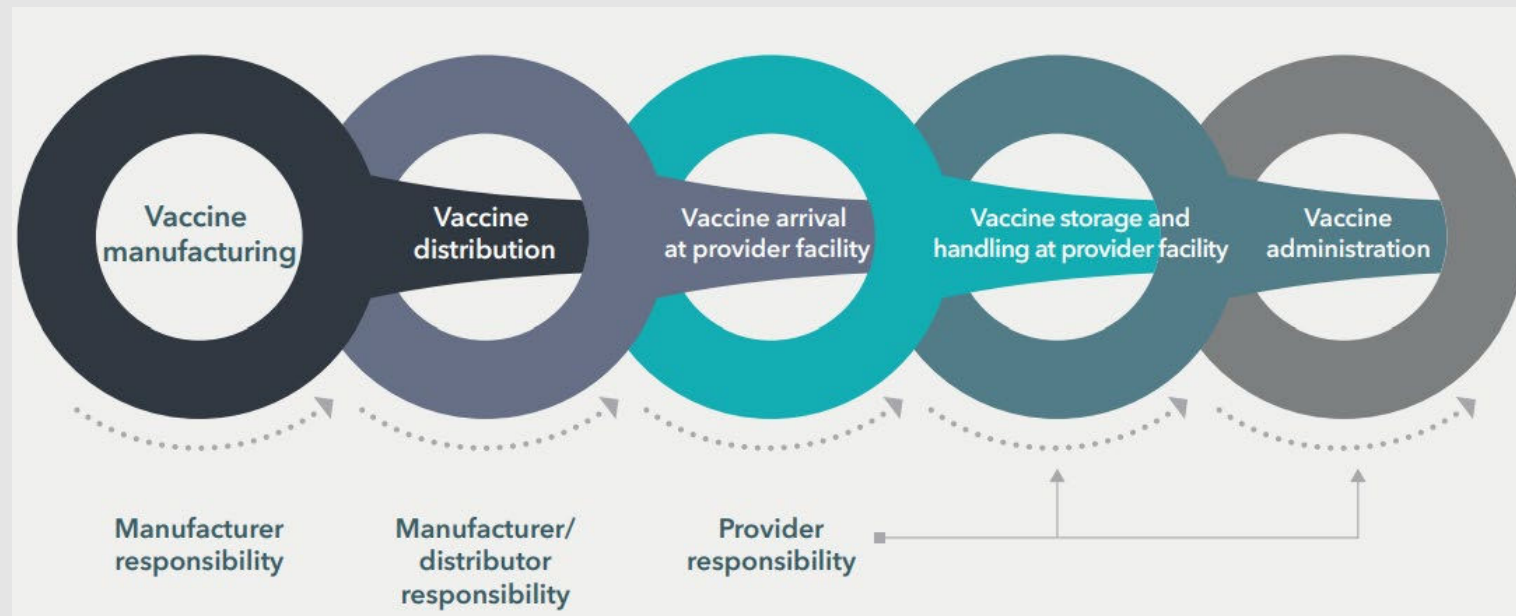 Vaccine
manufacturing
Vaccine
distribution
Vaccine arrival
at provider facility
Vaccine storage and
handling at provider facility
Vaccine
administration
Manufacturer
responsibility
Manufacturer/
distributor
responsibility
Provider
responsibility